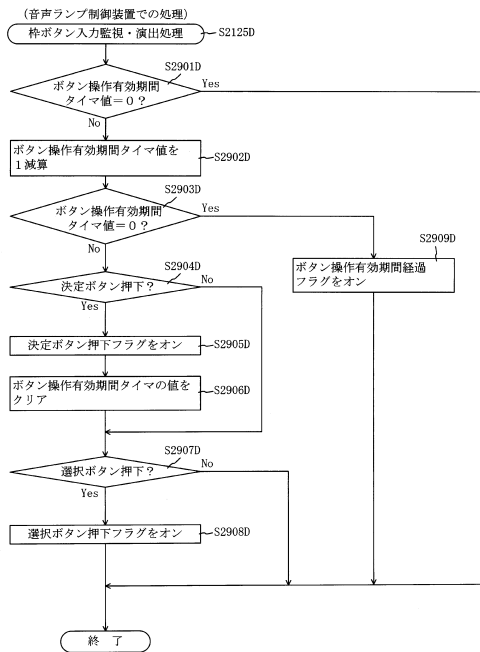 (音声ランプ制御装置での処理)
枠ボタン入力監視・演出処理
S2125D
S2901D
ボタン操作有効期間
タイマ値=0?
Yes
No
ボタン操作有効期間タイマ値を
1減算
S2902D
S2903D
ボタン操作有効期間
タイマ値=0?
Yes
No
S2909D
ボタン操作有効期間経過
フラグをオン
S2904D
決定ボタン押下?
No
Yes
決定ボタン押下フラグをオン
S2905D
ボタン操作有効期間タイマの値を
クリア
S2906D
S2907D
選択ボタン押下?
No
Yes
選択ボタン押下フラグをオン
S2908D
終 了